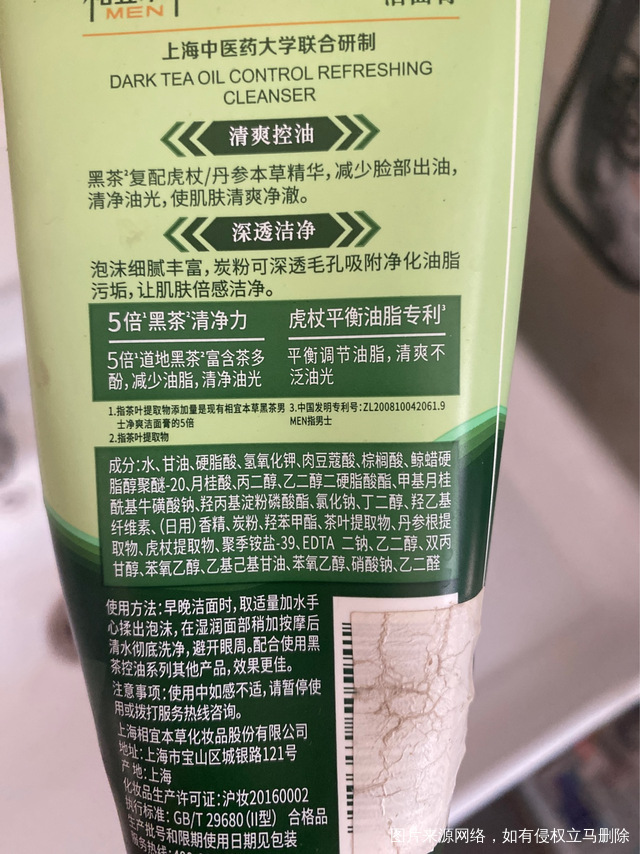 MEN
上海中医药大学联合研制
DARK TEA OIL CONTROL REFRESHING
CLEANSER
清爽控油
黑茶²复配虎杖/丹参本草精华，减少脸部出油，
清净油光，使肌肤清爽净澈。
深透洁净
泡沫细腻丰富，炭粉可深透毛孔吸附净化油脂
污垢，让肌肤倍感洁净。
5倍¹黑茶²清净力
5倍¹道地黑茶²富含茶多
酚，减少油脂，清净油光
虎杖平衡油脂专利³
平衡调节油脂，清爽不
泛油光
1.指茶叶提取物添加量是现有相宜本草黑茶男
士净爽洁面膏的5倍
2.指茶叶提取物
3.中国发明专利号：ZL200810042061.9
MEN指男士
成分：水、甘油、硬脂酸、氢氧化钾、肉豆蔻酸、棕榈酸、鲸蜡硬
脂醇聚醚-20、月桂酸、丙二醇、乙二醇二硬脂酸酯、甲基月桂
酰基牛磺酸钠、羟丙基淀粉磷酸酯、氯化钠、丁二醇、羟乙基
纤维素、（日用）香精、炭粉、羟苯甲酯、茶叶提取物、丹参根提
取物、虎杖提取物、聚季铵盐-39、EDTA 二钠、乙二醇、双丙
甘醇、苯氧乙醇、乙基己基甘油、苯氧乙醇、硝酸钠、乙二醛
使用方法：早晚洁面时，取适量加水手
心揉出泡沫，在湿润面部稍加按摩后
清水彻底洗净，避开眼周。配合使用黑
茶控油系列其他产品，效果更佳。
注意事项：使用中如感不适，请暂停使
用或拨打服务热线咨询。
上海相宜本草化妆品股份有限公司
地址：上海市宝山区城银路121号
产地：上海
化妆品生产许可证：沪妆20160002
执行标准：GB/T 29680(II型) 合格品
生产批号和限期使用日期见包装
图片来源网络，如有侵权立马删除